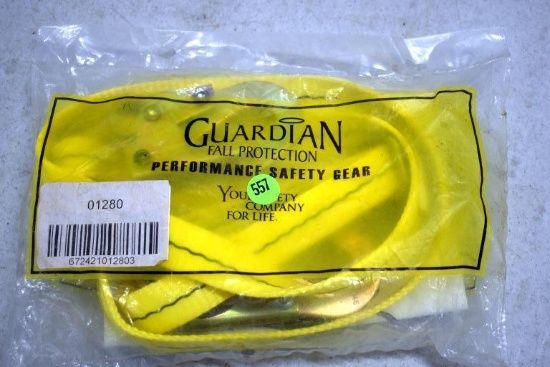 GUARDIAN
FALL PROTECTION
PERFORMANCE SAFETY GEAR
557
COMPANY
FOR LIFE.
01280
672421012803